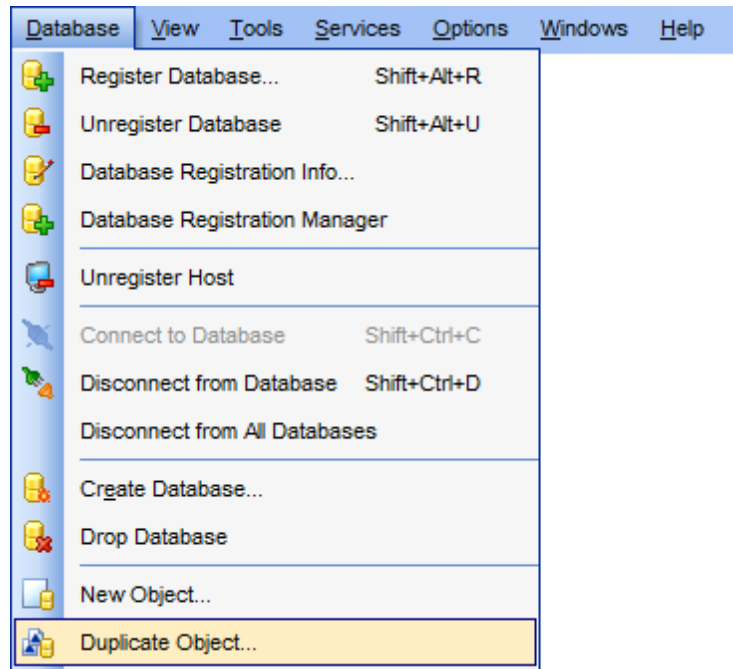 Database View Tools Services Options Windows Help
Register Database... Shift+Alt+R
Unregister Database Shift+Alt+U
Database Registration Info...
Database Registration Manager
Unregister Host
Connect to Database Shift+Ctrl+C
Disconnect from Database Shift+Ctrl+D
Disconnect from All Databases
Create Database...
Drop Database
New Object...
Duplicate Object...